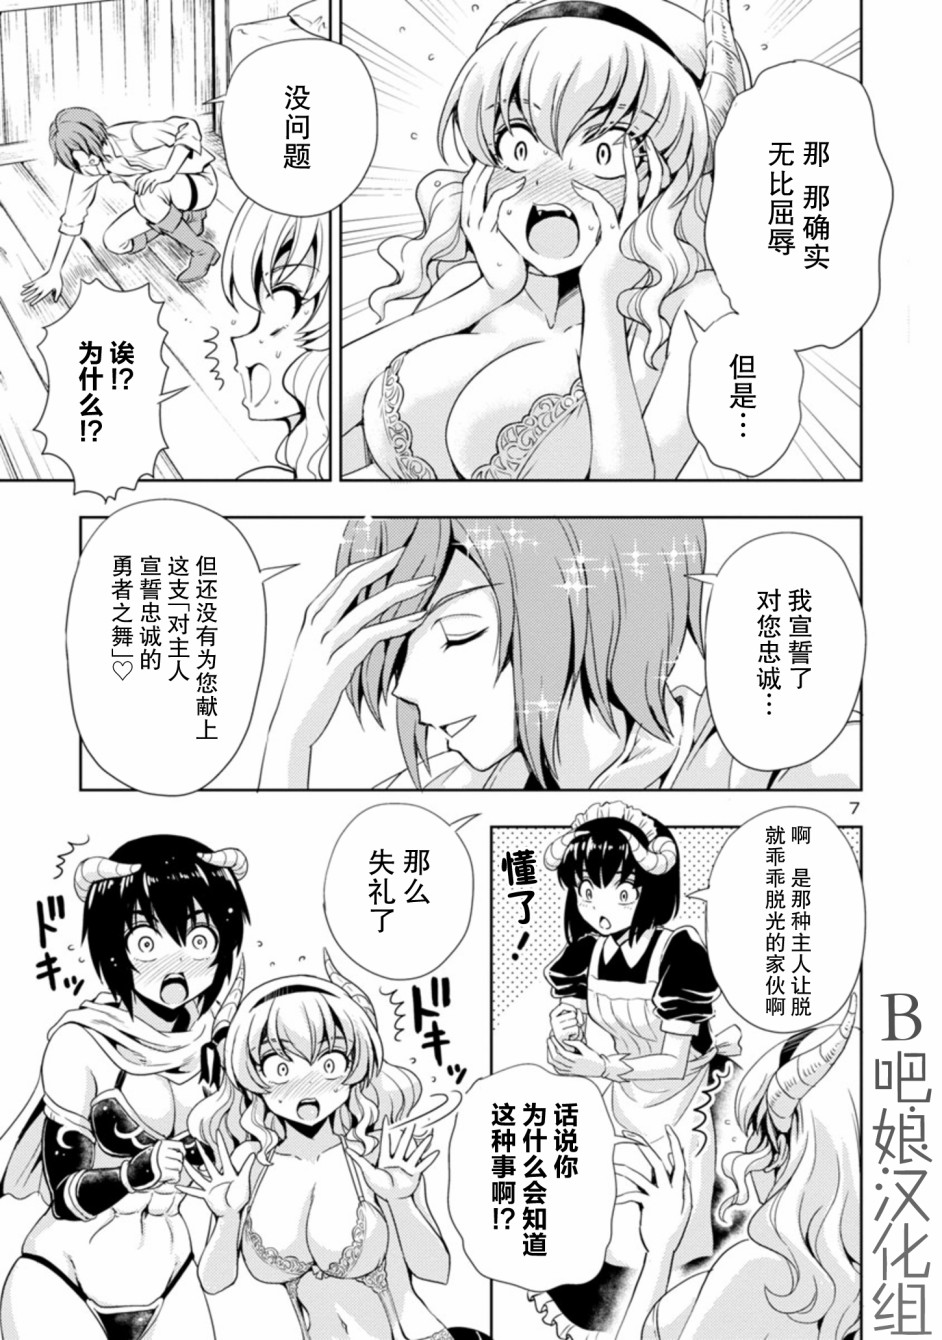 那 那确实
无比屈辱
但是…
没问题
诶!?
为什么!?
我宣誓了
对您忠诚…
但还没有为您献上
这支「对主人
宣誓忠诚的
勇者之舞」♡
7
啊 是那种主人让脱
就乖乖脱光的家伙啊
懂了!
话说你
为什么会知道
这种事啊!?
那么
失礼了
ドキ
ドキ
B吧娘汉化组